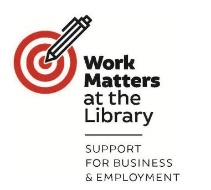 Work
Matters
at the
Library
SUPPORT
FOR BUSINESS
& EMPLOYMENT